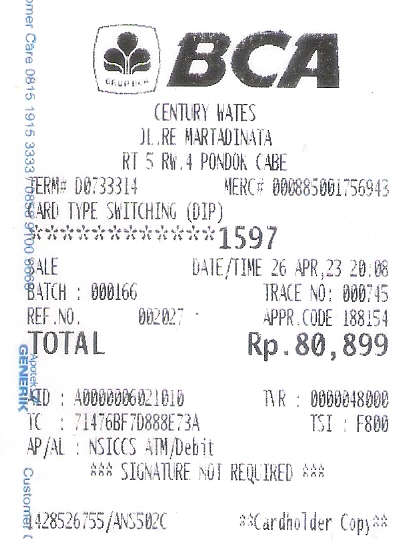 GRUP BCA
BCA
CENTURY WATES
JL.RE MARTADINATA
RT 5 RW.4 PONDOK CABE
TERM# D0733314 MERC# 000885001756943
CARD TYPE SWITCHING (DIP)
************1597
SALE DATE/TIME 26 APR,23 20:08
BATCH : 000166 TRACE NO: 000745
REF.NO. 002027 APPR.CODE 188154
TOTAL Rp.80,899
AID : A0000006021010 TVR : 0000048000
TC : 71476BF7D888E73A TSI : F800
AP/AL : NSICCS ATM/Debit
*** SIGNATURE NOT REQUIRED ***
1428526755/ANS502C **Cardholder Copy**
omer Care 0815 1915 3333
Apotek
GENERIK
Customer C